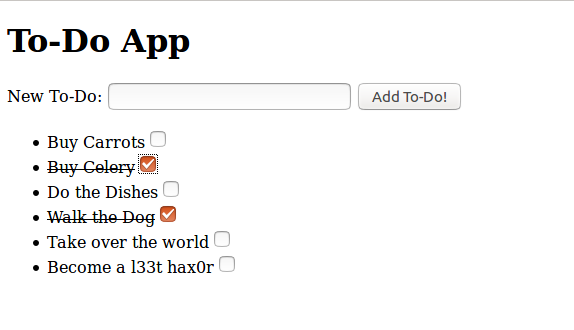 To-Do App
New To-Do: Add To-Do!
Buy Carrots
Buy Celery
Do the Dishes
Walk the Dog
Take over the world
Become a l33t hax0r